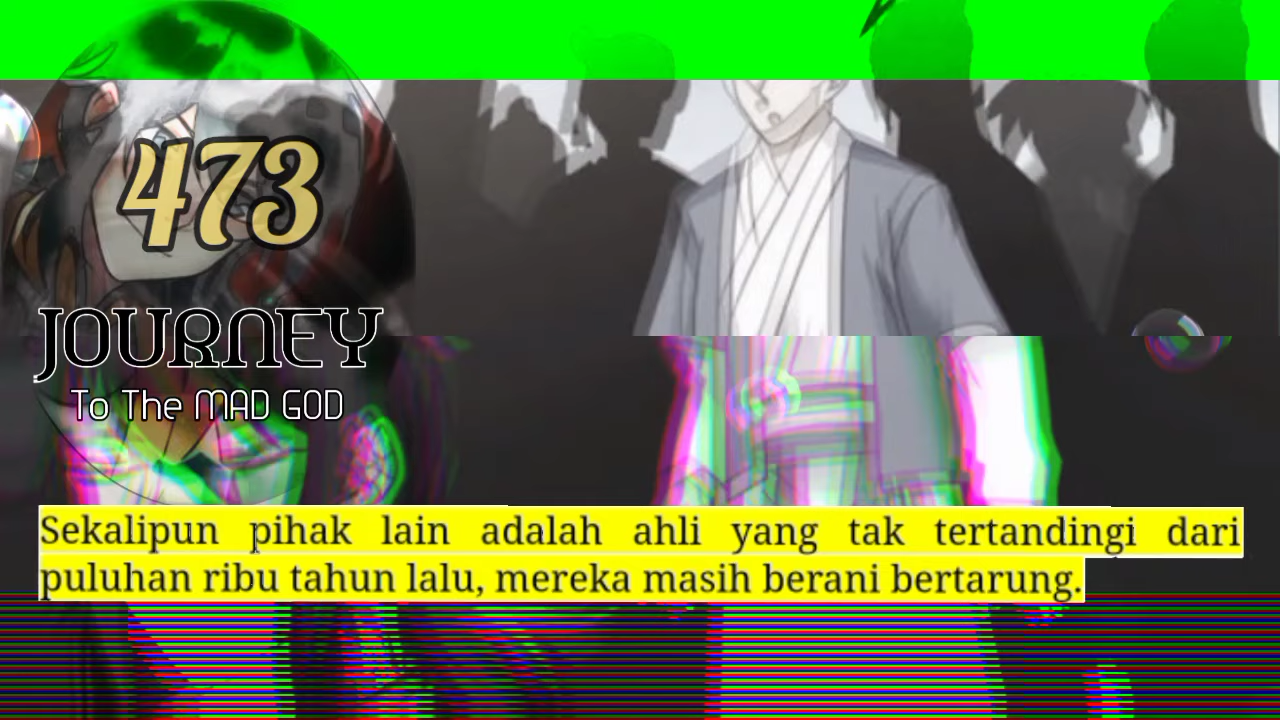 473
JOURNEY
To The MAD GOD
Sekalipun pihak lain adalah ahli yang tak tertandingi dari
puluhan ribu tahun lalu, mereka masih berani bertarung.